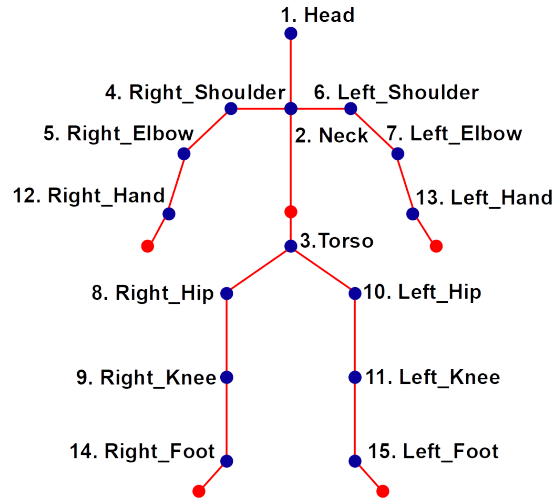 1. Head
4. Right_Shoulder
6. Left_Shoulder
5. Right_Elbow
2. Neck
7. Left_Elbow
12. Right_Hand
13. Left_Hand
3.Torso
8. Right_Hip
10. Left_Hip
9. Right_Knee
11. Left_Knee
14. Right_Foot
15. Left_Foot